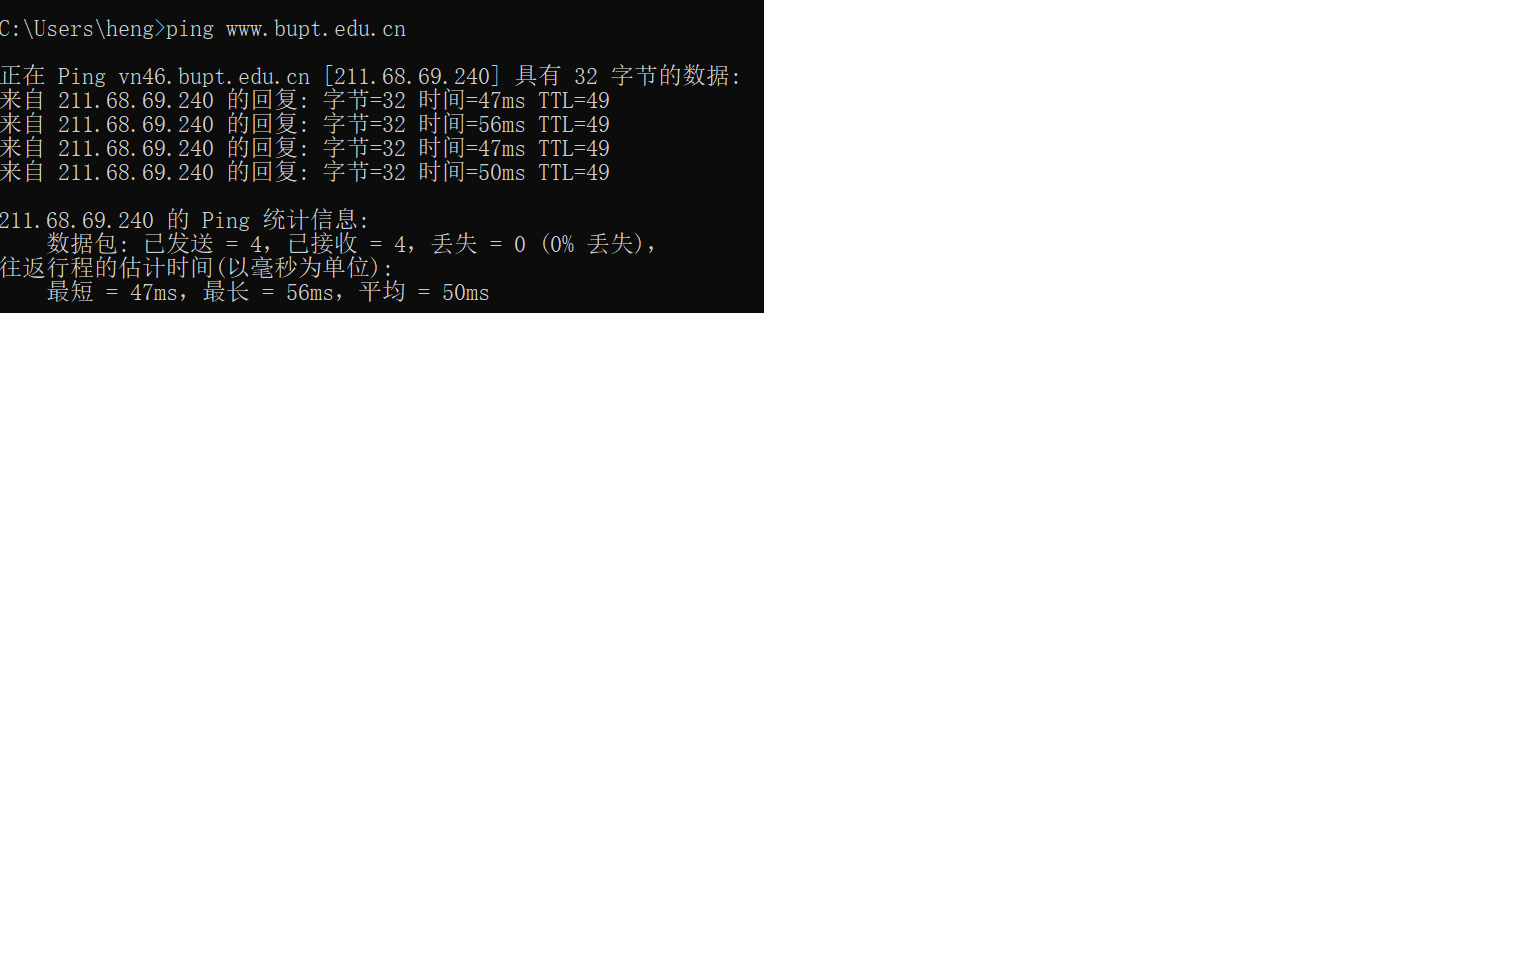 C:\Users\heng>ping www.bupt.edu.cn
正在 Ping vn46.bupt.edu.cn [211.68.69.240] 具有 32 字节的数据:
来自 211.68.69.240 的回复: 字节=32 时间=47ms TTL=49
来自 211.68.69.240 的回复: 字节=32 时间=56ms TTL=49
来自 211.68.69.240 的回复: 字节=32 时间=47ms TTL=49
来自 211.68.69.240 的回复: 字节=32 时间=50ms TTL=49
211.68.69.240 的 Ping 统计信息:
数据包: 已发送 = 4，已接收 = 4，丢失 = 0 (0% 丢失)，
往返行程的估计时间(以毫秒为单位):
最短 = 47ms，最长 = 56ms，平均 = 50ms